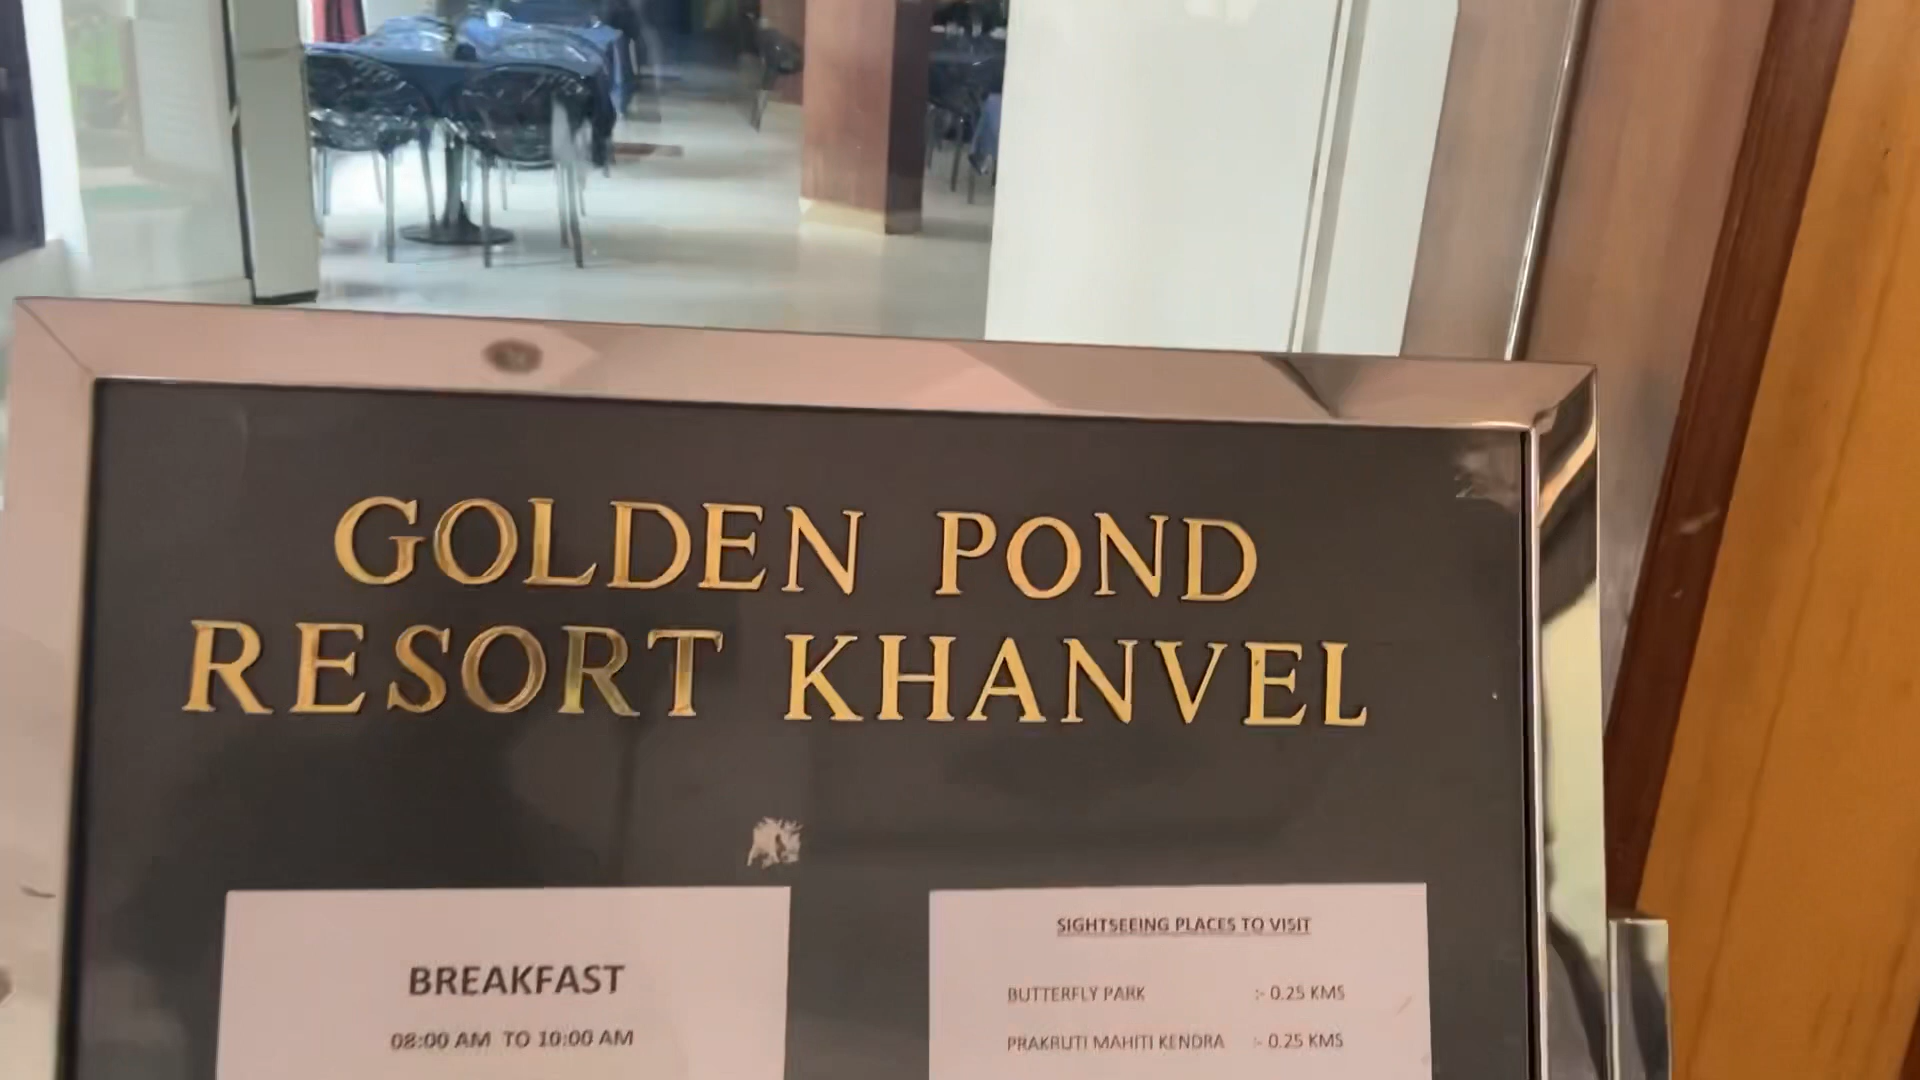 GOLDEN POND
RESORT KHANVEL
BREAKFAST
08:00 AM TO 10:00 AM
SIGHTSEEING PLACES TO VISIT
BUTTERFLY PARK :- 0.25 KMS
PRAKRUTI MAHITI KENDRA :- 0.25 KMS